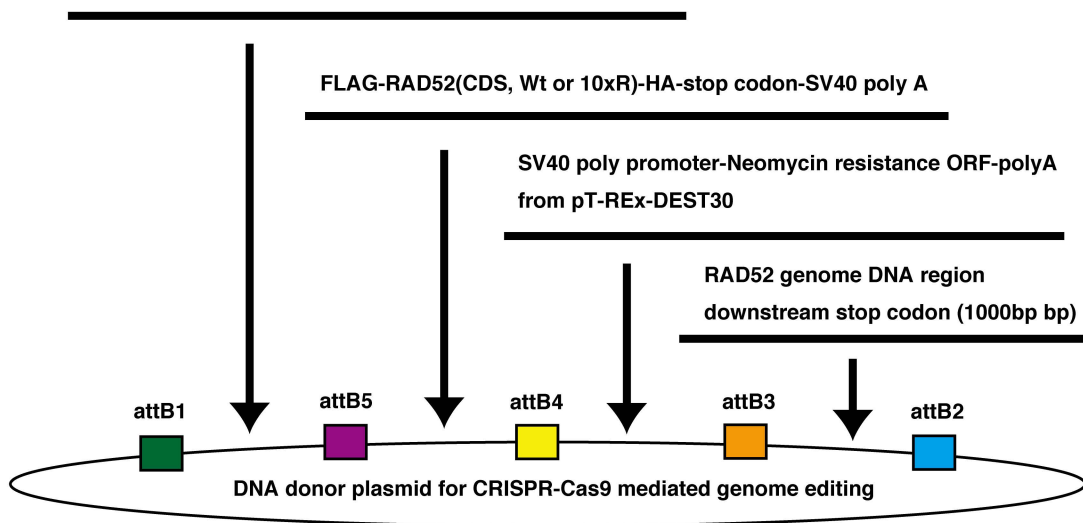 FLAG-RAD52(CDS, Wt or 10xR)-HA-stop codon-SV40 poly A
SV40 poly promoter-Neomycin resistance ORF-polyA
from pT-REx-DEST30
RAD52 genome DNA region
downstream stop codon (1000bp bp)
attB1
attB5
attB4
attB3
attB2
DNA donor plasmid for CRISPR-Cas9 mediated genome editing